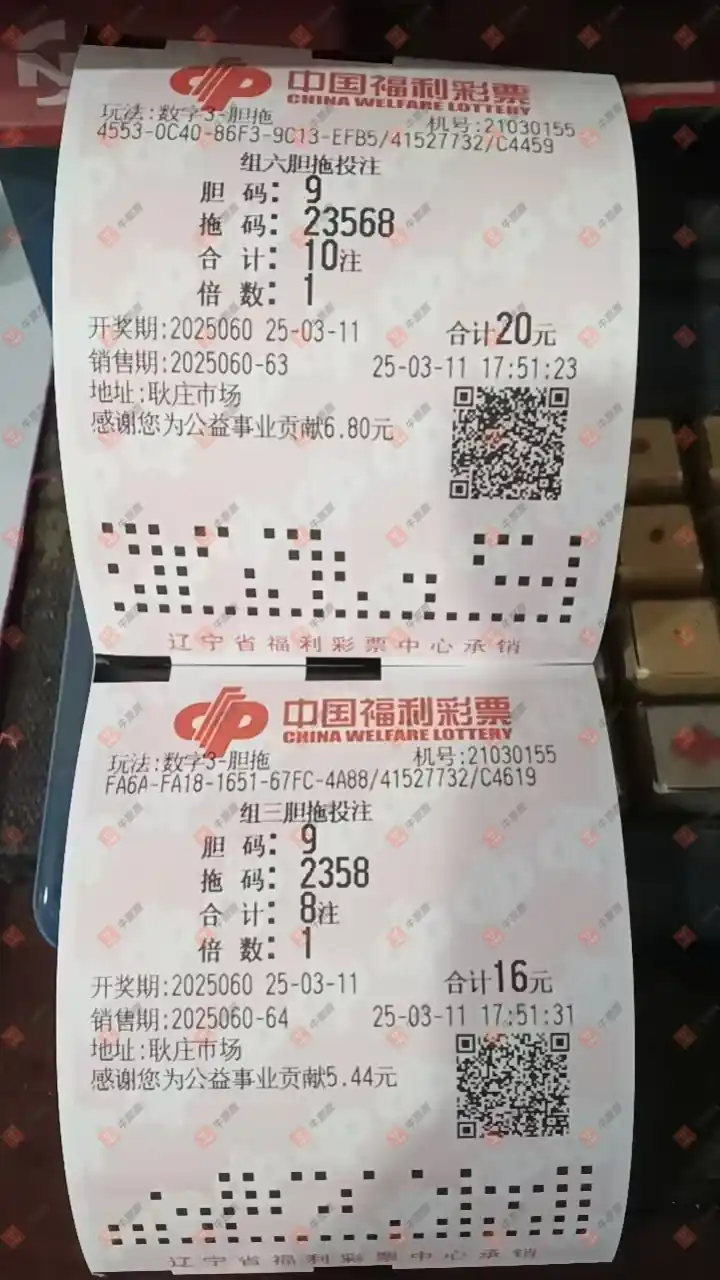 中国福利彩票
CHINA WELFARE LOTTERY
玩法:数字3-胆拖 机号:21030155
4553-0C40-86F3-9C13-EFB5/41527732/C4459
组六胆拖投注
胆 码: 9
拖 码: 23568
合 计: 10注
倍 数: 1
开奖期:2025060 25-03-11 合计20元
销售期:2025060-63 25-03-11 17:51:23
地址:耿庄市场
感谢您为公益事业贡献6.80元
辽宁省福利彩票中心承销
中国福利彩票
CHINA WELFARE LOTTERY
玩法:数字3-胆拖 机号:21030155
FA6A-FA18-1651-67FC-4A88/41527732/C4619
组三胆拖投注
胆 码: 9
拖 码: 2358
合 计: 8注
倍 数: 1
开奖期:2025060 25-03-11 合计16元
销售期:2025060-64 25-03-11 17:51:31
地址:耿庄市场
感谢您为公益事业贡献5.44元
辽宁省福利彩票中心承销